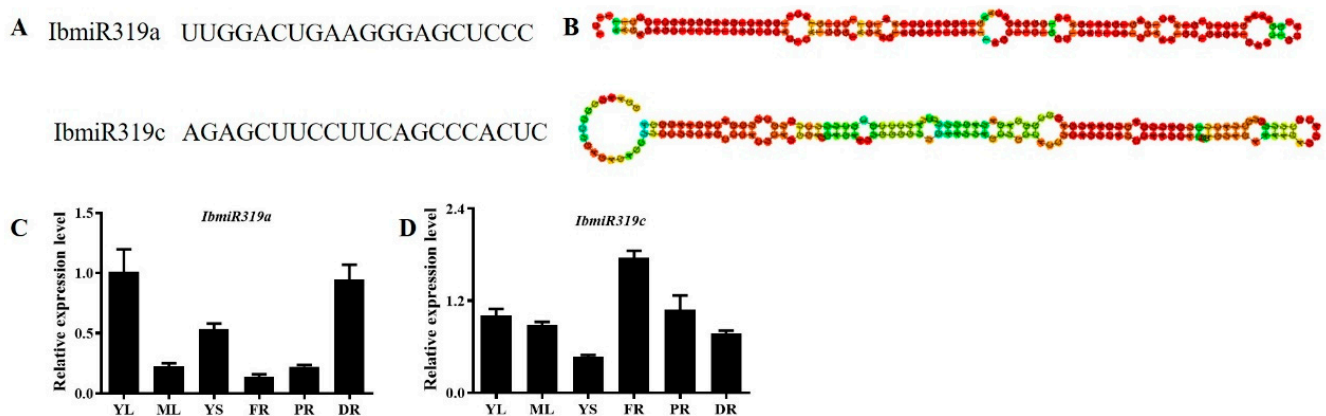 A IbmiR319a UUGGACUGAAGGGAGCUCCC B
IbmiR319c AGAGCUUCCUUCAGCCCACUC
C IbmiR319a
Relative expression level
1.5
1.0
0.5
0.0
YL ML YS FR PR DR
D IbmiR319c
Relative expression level
2.4
1.2
0.0
YL ML YS FR PR DR